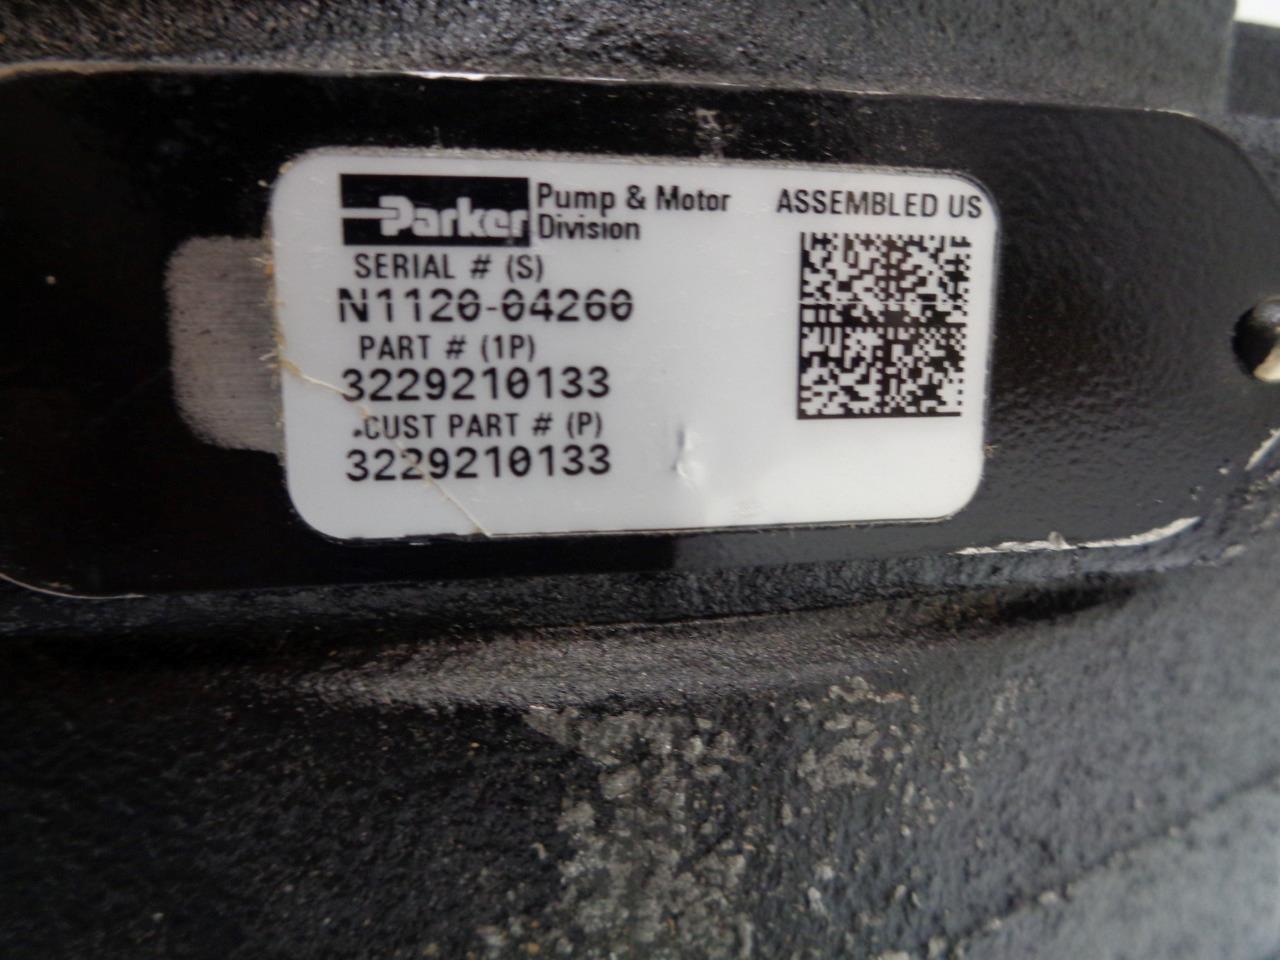 Parker Pump & Motor
Division
ASSEMBLED US
SERIAL # (S)
N1120-04260
PART # (1P)
3229210133
CUST PART # (P)
3229210133